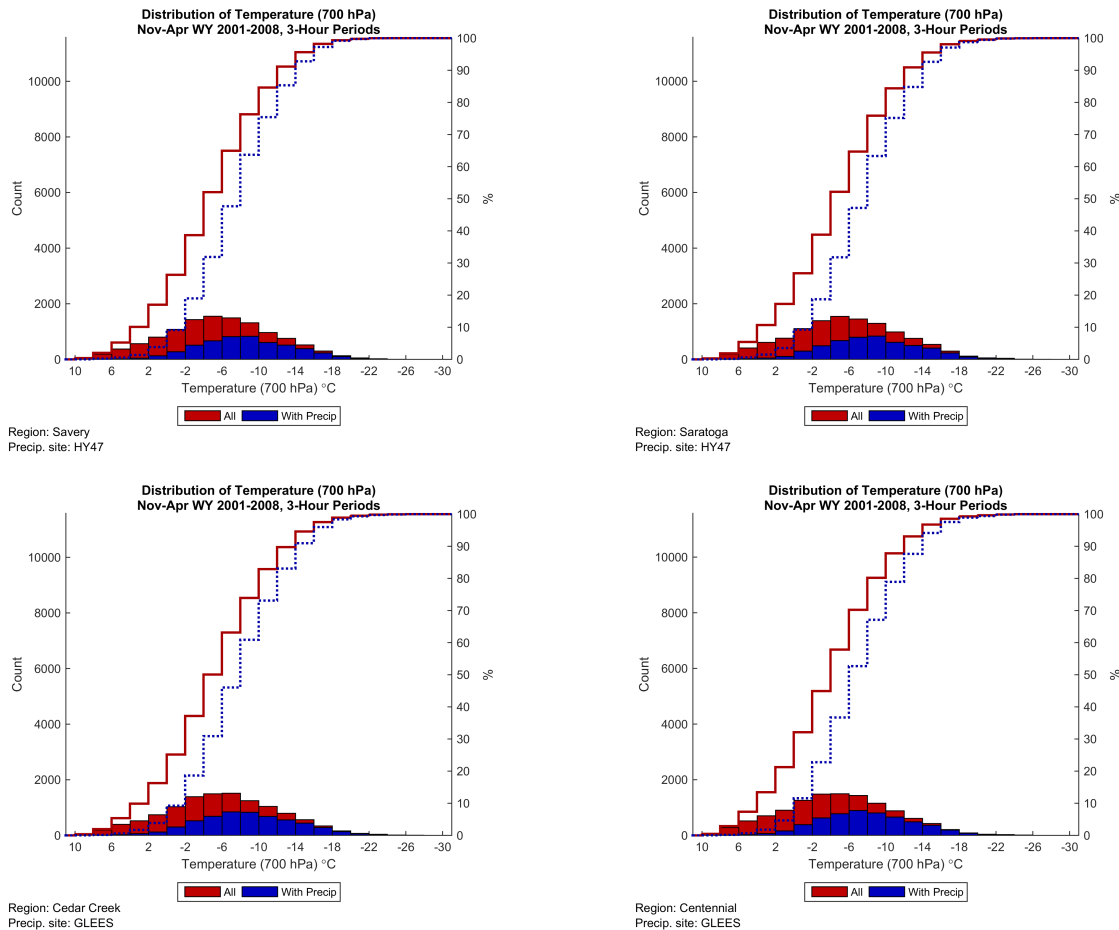 Distribution of Temperature (700 hPa)
Nov-Apr WY 2001-2008, 3-Hour Periods
10000
8000
6000
4000
2000
0
Count
100
90
80
70
60
50
40
30
20
10
0
%
10 6 2 -2 -6 -10 -14 -18 -22 -26 -30
Temperature (700 hPa) °C
All With Precip
Region: Savery
Precip. site: HY47
Distribution of Temperature (700 hPa)
Nov-Apr WY 2001-2008, 3-Hour Periods
10000
8000
6000
4000
2000
0
Count
100
90
80
70
60
50
40
30
20
10
0
%
10 6 2 -2 -6 -10 -14 -18 -22 -26 -30
Temperature (700 hPa) °C
All With Precip
Region: Saratoga
Precip. site: HY47
Distribution of Temperature (700 hPa)
Nov-Apr WY 2001-2008, 3-Hour Periods
10000
8000
6000
4000
2000
0
Count
100
90
80
70
60
50
40
30
20
10
0
%
10 6 2 -2 -6 -10 -14 -18 -22 -26 -30
Temperature (700 hPa) °C
All With Precip
Region: Cedar Creek
Precip. site: GLEES
Distribution of Temperature (700 hPa)
Nov-Apr WY 2001-2008, 3-Hour Periods
10000
8000
6000
4000
2000
0
Count
100
90
80
70
60
50
40
30
20
10
0
%
10 6 2 -2 -6 -10 -14 -18 -22 -26 -30
Temperature (700 hPa) °C
All With Precip
Region: Centennial
Precip. site: GLEES